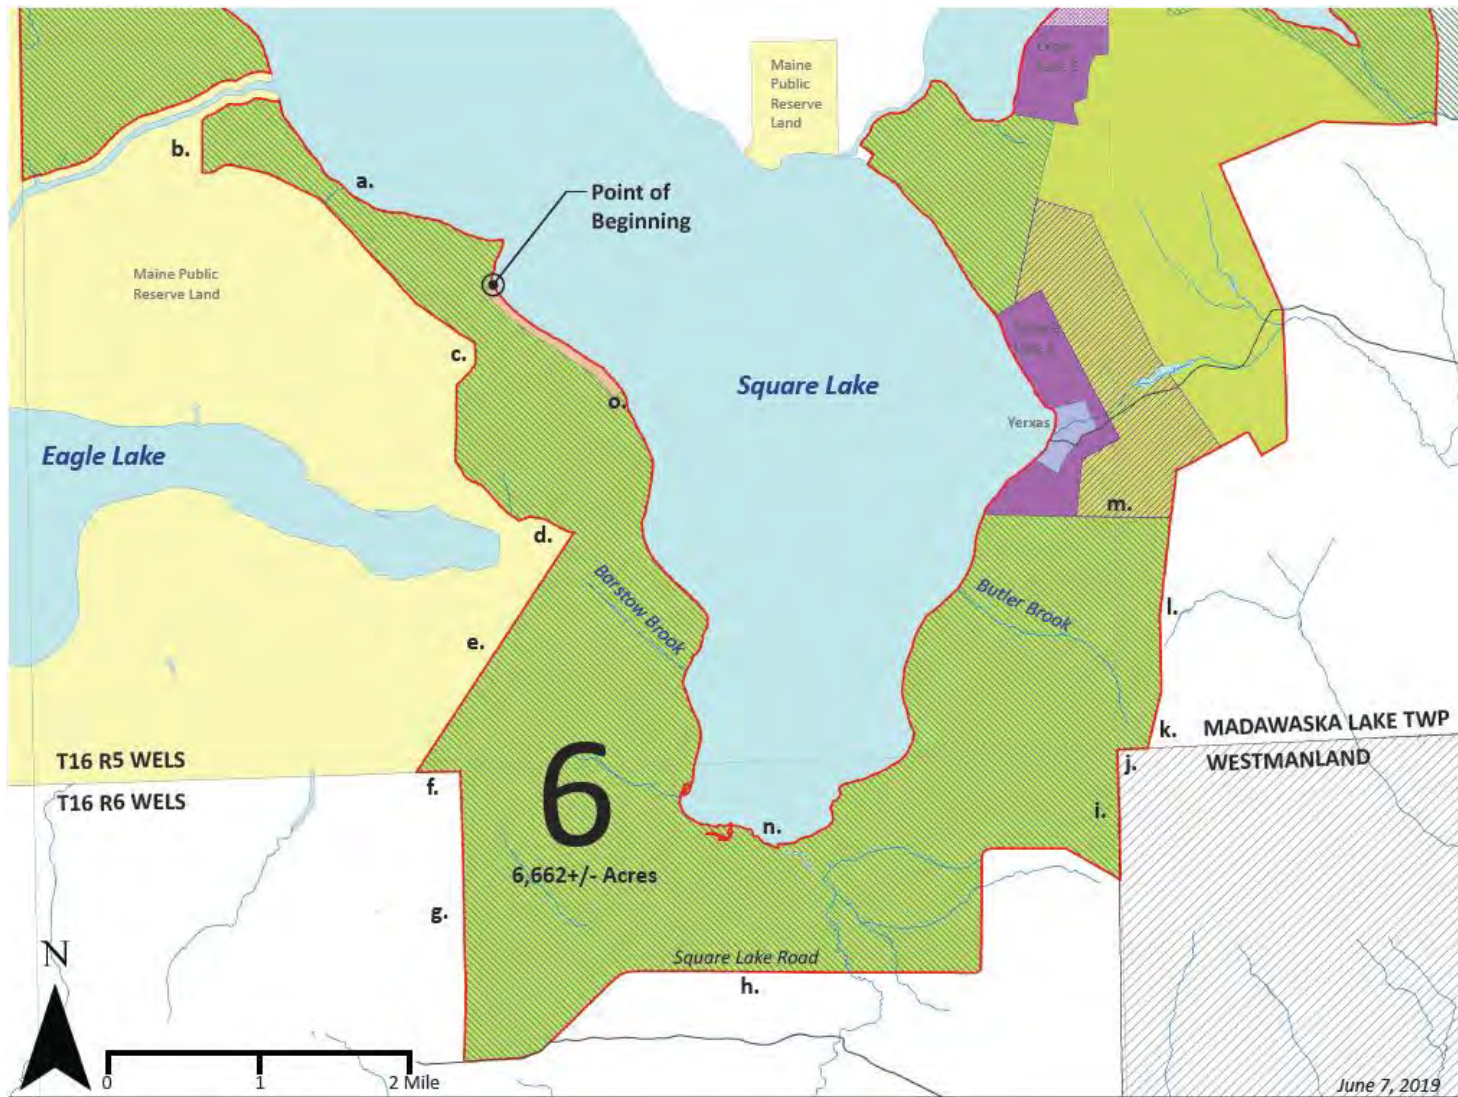 Maine
Public
Reserve
Land
b.
a.
Point of
Beginning
Maine Public
Reserve Land
c.
Square Lake
o.
Yerxas
Eagle Lake
m.
d.
Barstow Brook
Butler Brook
l.
e.
k.
MADAWASKA LAKE TWP
T16 R5 WELS
WESTMANLAND
j.
f.
T16 R6 WELS
6
i.
n.
6,662+/- Acres
g.
N
Square Lake Road
h.
0
1
2 Mile
June 7, 2019